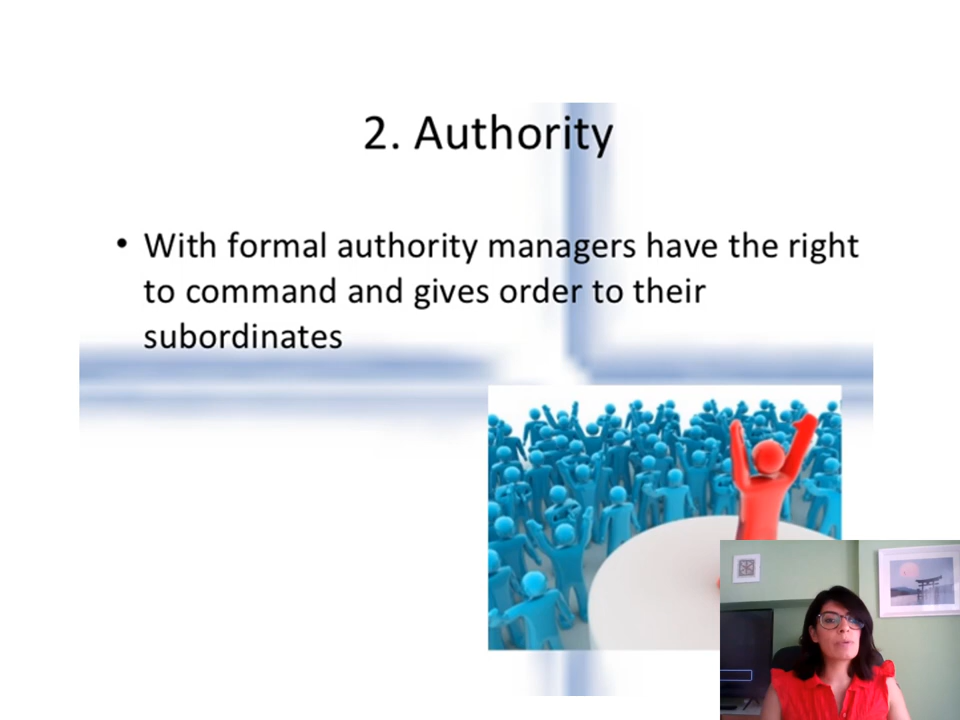 2. Authority
• With formal authority managers have the right
to command and gives order to their
subordinates